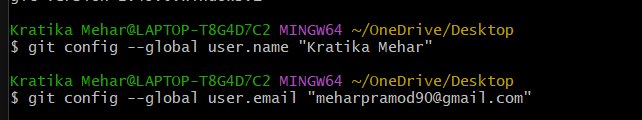 Kratika Mehar@LAPTOP-T8G4D7C2 MINGW64 ~/OneDrive/Desktop
$ git config --global user.name "Kratika Mehar"
Kratika Mehar@LAPTOP-T8G4D7C2 MINGW64 ~/OneDrive/Desktop
$ git config --global user.email "meharpramod90@gmail.com"